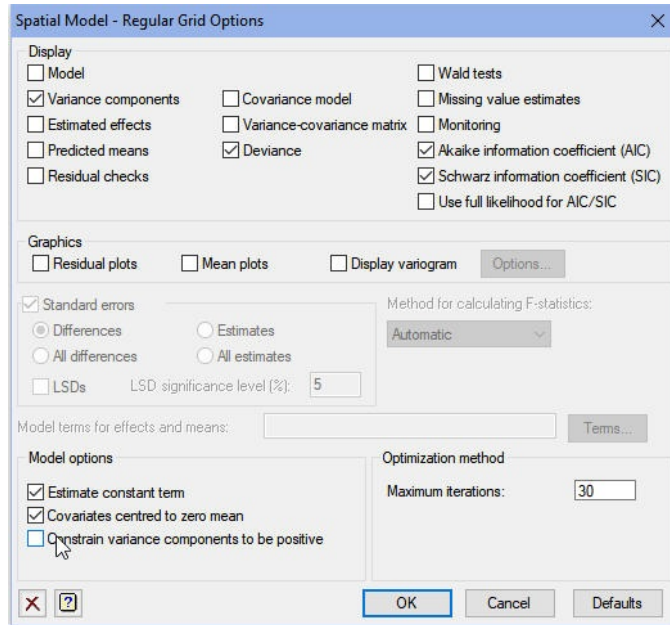 Spatial Model - Regular Grid Options
Display
Model
Wald tests
Variance components
Covariance model
Missing value estimates
Estimated effects
Variance-covariance matrix
Monitoring
Predicted means
Deviance
Akaike information coefficient (AIC)
Residual checks
Schwarz information coefficient (SIC)
Use full likelihood for AIC/SIC
Graphics
Residual plots
Mean plots
Display variogram
Options...
Standard errors
Method for calculating F-statistics:
Differences
Estimates
Automatic
All differences
All estimates
LSDs
LSD significance level (%):
5
Model terms for effects and means:
Terms...
Model options
Optimization method
Estimate constant term
Maximum iterations:
30
Covariates centred to zero mean
Constrain variance components to be positive
OK
Cancel
Defaults